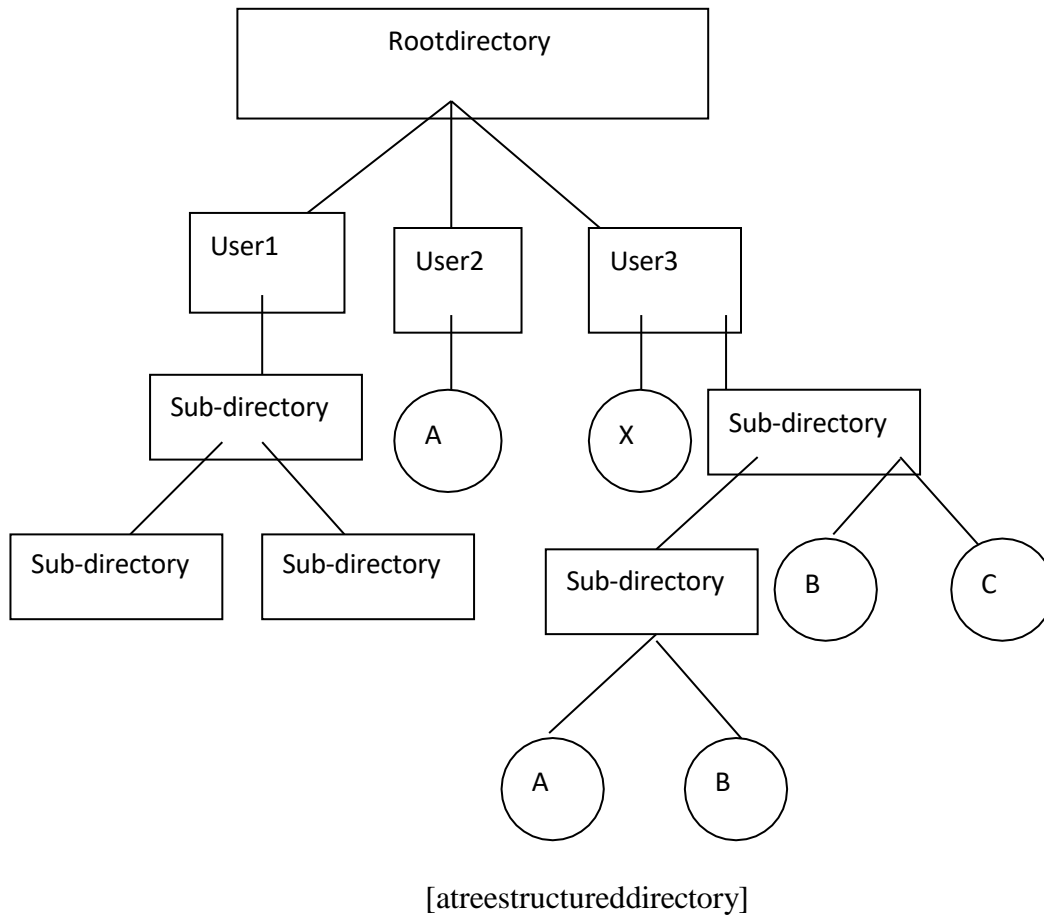 Rootdirectory
User1
User2
User3
Sub-directory
A
X
Sub-directory
Sub-directory
Sub-directory
Sub-directory
B
C
A
B
[atreestructureddirectory]